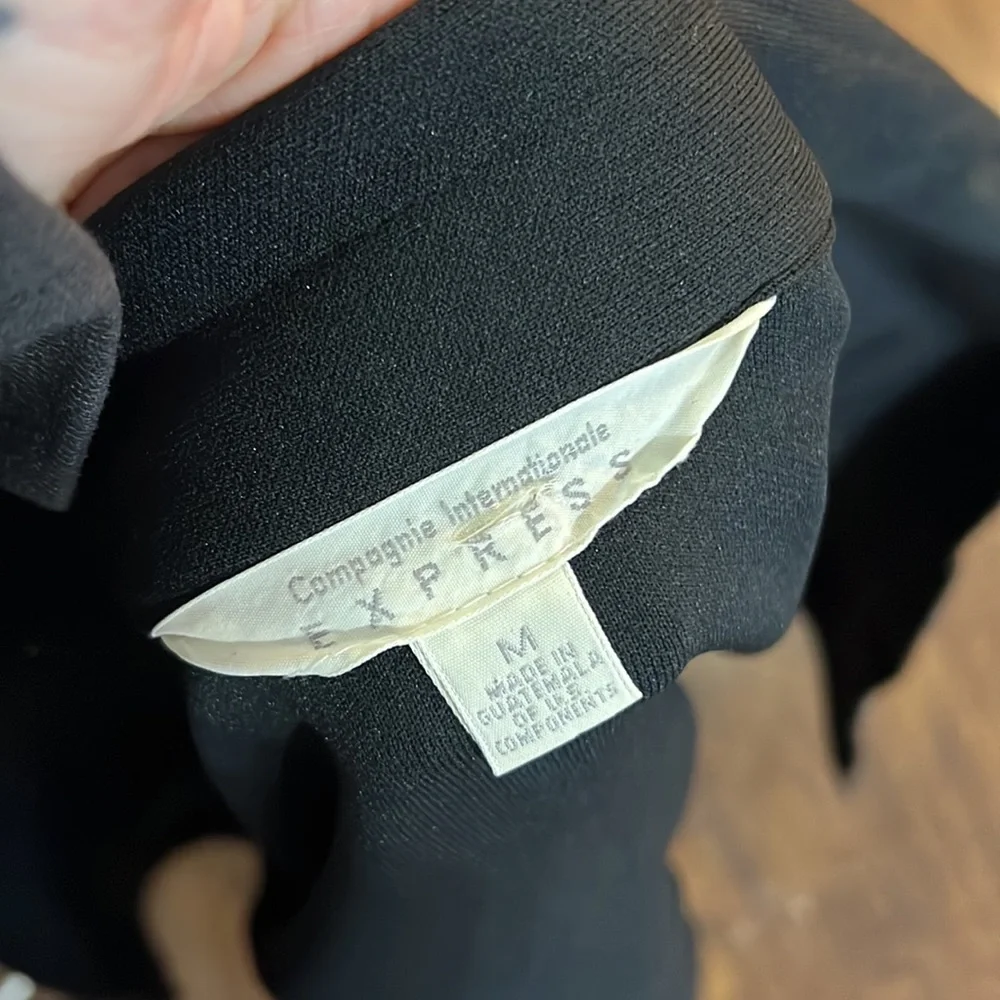 Compagnie Internationale
EXPRESS
M
MADE IN
GUATEMALA
OF U.S.
COMPONENTS